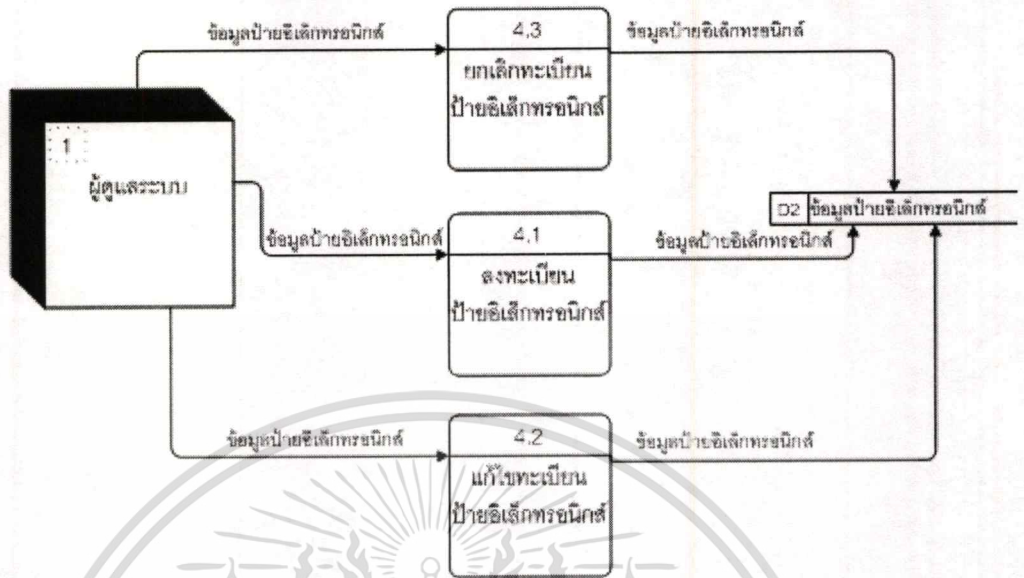 ข้อมูลป้ายอิเล็กทรอนิกส์
4.3
ข้อมูลป้ายอิเล็กทรอนิกส์
ยกเลิกทะเบียน
ป้ายอิเล็กทรอนิกส์
1
ผู้ดูแลระบบ
D2 ข้อมูลป้ายอิเล็กทรอนิกส์
ข้อมูลป้ายอิเล็กทรอนิกส์
4.1
ข้อมูลป้ายอิเล็กทรอนิกส์
ลงทะเบียน
ป้ายอิเล็กทรอนิกส์
ข้อมูลป้ายอิเล็กทรอนิกส์
4.2
ข้อมูลป้ายอิเล็กทรอนิกส์
แก้ไขทะเบียน
ป้ายอิเล็กทรอนิกส์